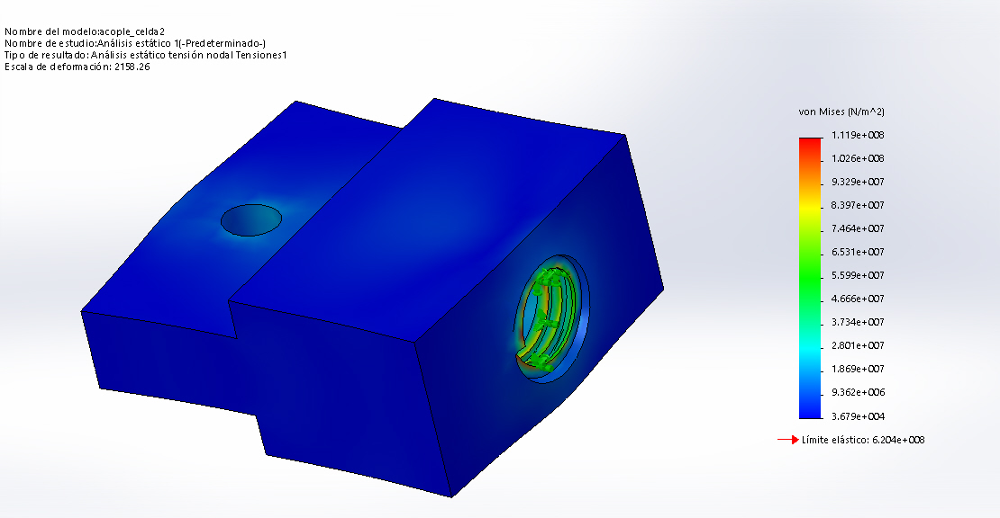 Nombre del modelo:acople_celda2
Nombre de estudio:Análisis estático 1(-Predeterminado-)
Tipo de resultado: Análisis estático tensión nodal Tensiones1
Escala de deformación: 2158.26
von Mises (N/m^2)
1.119e+008
1.026e+008
9.329e+007
8.397e+007
7.464e+007
6.531e+007
5.599e+007
4.666e+007
3.734e+007
2.801e+007
1.869e+007
9.362e+006
3.679e+004
Límite elástico: 6.204e+008